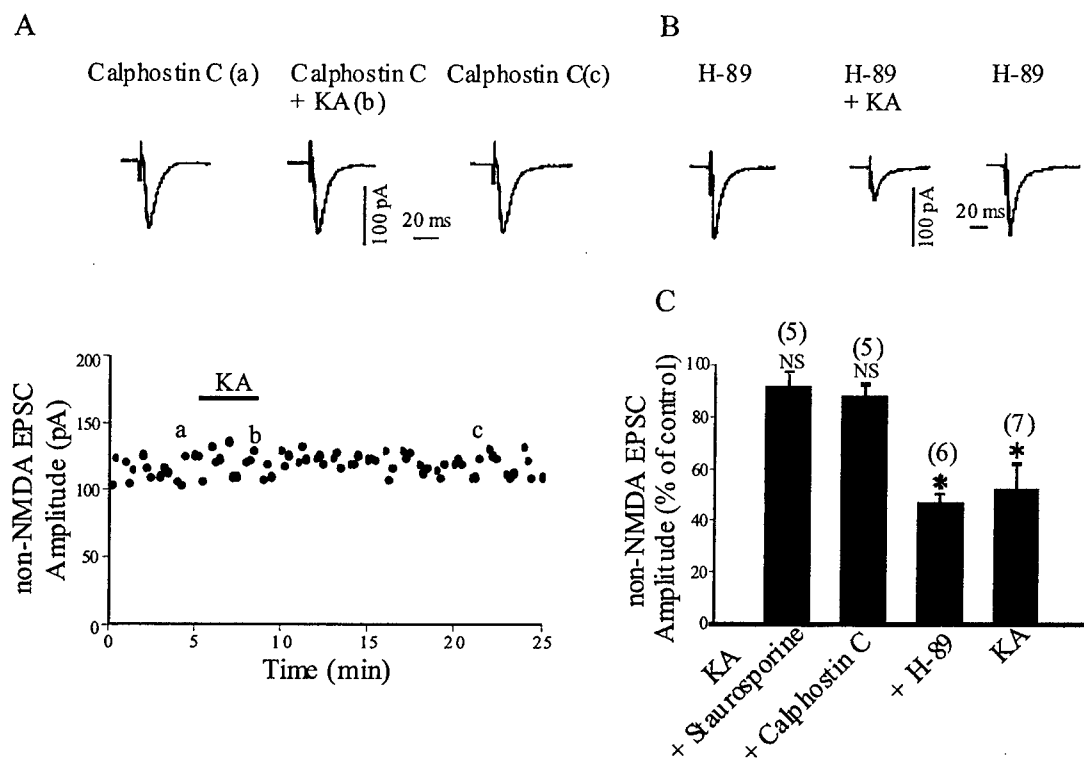 A
Calphostin C (a)
Calphostin C
+ KA (b)
Calphostin C(c)
100 pA
20 ms
B
H-89
H-89
+ KA
H-89
100 pA
20 ms
non-NMDA EPSC
Amplitude (pA)
200
150
100
50
0
KA
a
b
c
0
5
10
15
20
25
Time (min)
C
non-NMDA EPSC
Amplitude (% of control)
100
80
60
40
20
0
(5)
NS
(5)
NS
(6)
*
(7)
*
KA
+ Staurosporine
+ Calphostin C
+ H-89
KA